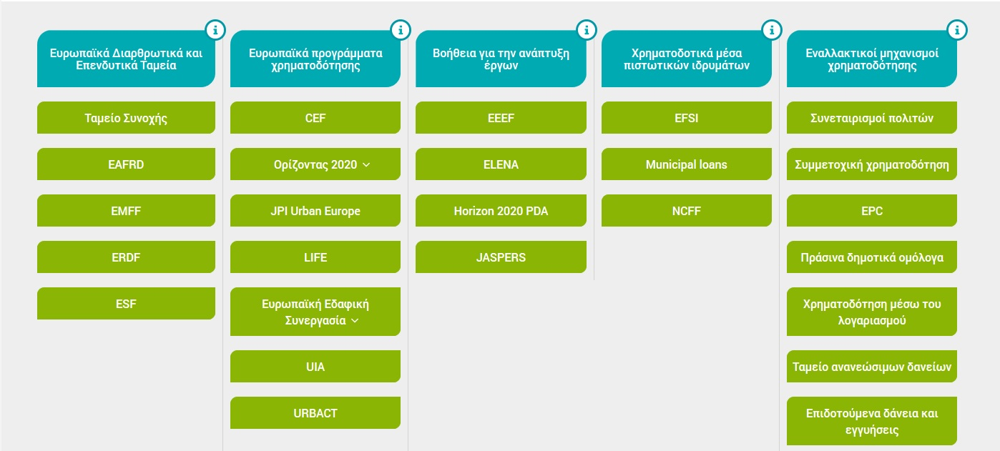 Ευρωπαϊκά Διαρθρωτικά και
Επενδυτικά Ταμεία
Ταμείο Συνοχής
EAFRD
EMFF
ERDF
ESF
Ευρωπαϊκά προγράμματα
χρηματοδότησης
CEF
Ορίζοντας 2020
JPI Urban Europe
LIFE
Ευρωπαϊκή Εδαφική
Συνεργασία
UIA
URBACT
Βοήθεια για την ανάπτυξη
έργων
EEEF
ELENA
Horizon 2020 PDA
JASPERS
Χρηματοδοτικά μέσα
πιστωτικών ιδρυμάτων
EFSI
Municipal loans
NCFF
Εναλλακτικοί μηχανισμοί
χρηματοδότησης
Συνεταιρισμοί πολιτών
Συμμετοχική χρηματοδότηση
EPC
Πράσινα δημοτικά ομόλογα
Χρηματοδότηση μέσω του
λογαριασμού
Ταμείο ανανεώσιμων δανείων
Επιδοτούμενα δάνεια και
εγγυήσεις